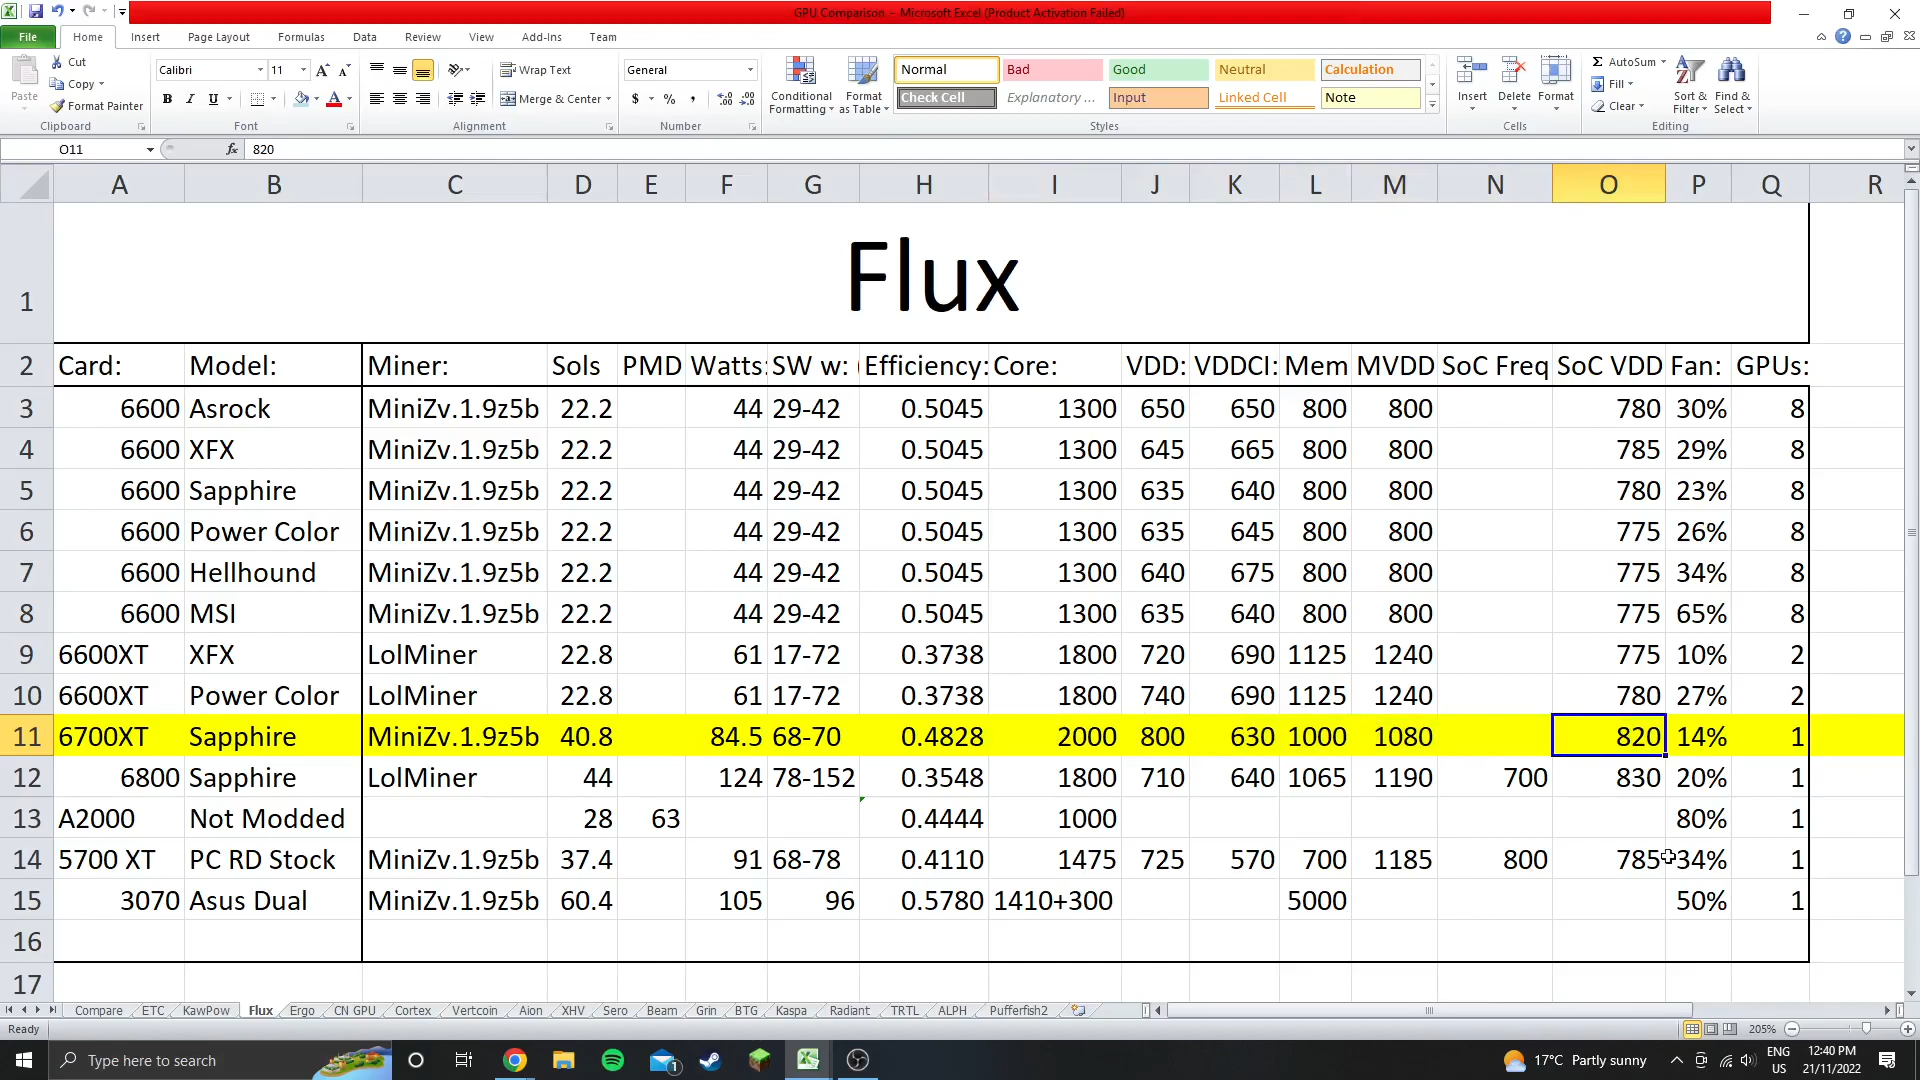 GPU Comparison - Microsoft Excel (Product Activation Failed)
File Home Insert Page Layout Formulas Data Review View Add-Ins Team
Paste
Cut
Copy
Format Painter
Clipboard
Calibri 11
B I U
Font
Wrap Text
Merge & Center
Alignment
General
$ % ,
Number
Conditional Formatting
Format as Table
Normal Bad Good Neutral Calculation
Check Cell Explanatory ... Input Linked Cell Note
Styles
Insert Delete Format
Cells
AutoSum
Fill
Clear
Sort & Filter
Find & Select
Editing
O11 fx 820
A B C D E F G H I J K L M N O P Q R
1 Flux
2 Card: Model: Miner: Sols PMD Watts: SW w: ( Efficiency: Core: VDD: VDDCI: Mem MVDD SoC Freq SoC VDD Fan: GPUs:
3 6600 Asrock MiniZv.1.9z5b 22.2 44 29-42 0.5045 1300 650 650 800 800 780 30% 8
4 6600 XFX MiniZv.1.9z5b 22.2 44 29-42 0.5045 1300 645 665 800 800 785 29% 8
5 6600 Sapphire MiniZv.1.9z5b 22.2 44 29-42 0.5045 1300 635 640 800 800 780 23% 8
6 6600 Power Color MiniZv.1.9z5b 22.2 44 29-42 0.5045 1300 635 645 800 800 775 26% 8
7 6600 Hellhound MiniZv.1.9z5b 22.2 44 29-42 0.5045 1300 640 675 800 800 775 34% 8
8 6600 MSI MiniZv.1.9z5b 22.2 44 29-42 0.5045 1300 635 640 800 800 775 65% 8
9 6600XT XFX LolMiner 22.8 61 17-72 0.3738 1800 720 690 1125 1240 775 10% 2
10 6600XT Power Color LolMiner 22.8 61 17-72 0.3738 1800 740 690 1125 1240 780 27% 2
11 6700XT Sapphire MiniZv.1.9z5b 40.8 84.5 68-70 0.4828 2000 800 630 1000 1080 820 14% 1
12 6800 Sapphire LolMiner 44 124 78-152 0.3548 1800 710 640 1065 1190 700 830 20% 1
13 A2000 Not Modded 28 63 0.4444 1000 80% 1
14 5700 XT PC RD Stock MiniZv.1.9z5b 37.4 91 68-78 0.4110 1475 725 570 700 1185 800 785 34% 1
15 3070 Asus Dual MiniZv.1.9z5b 60.4 105 96 0.5780 1410+300 5000 50% 1
16
17
Compare ETC KawPow Flux Ergo CN GPU Cortex Vertcoin Aion XHV Sero Beam Grin BTG Kaspa Radiant TRTL ALPH Pufferfish2
Ready 205%
Type here to search 1 17°C Partly sunny ENG US 12:40 PM 21/11/2022